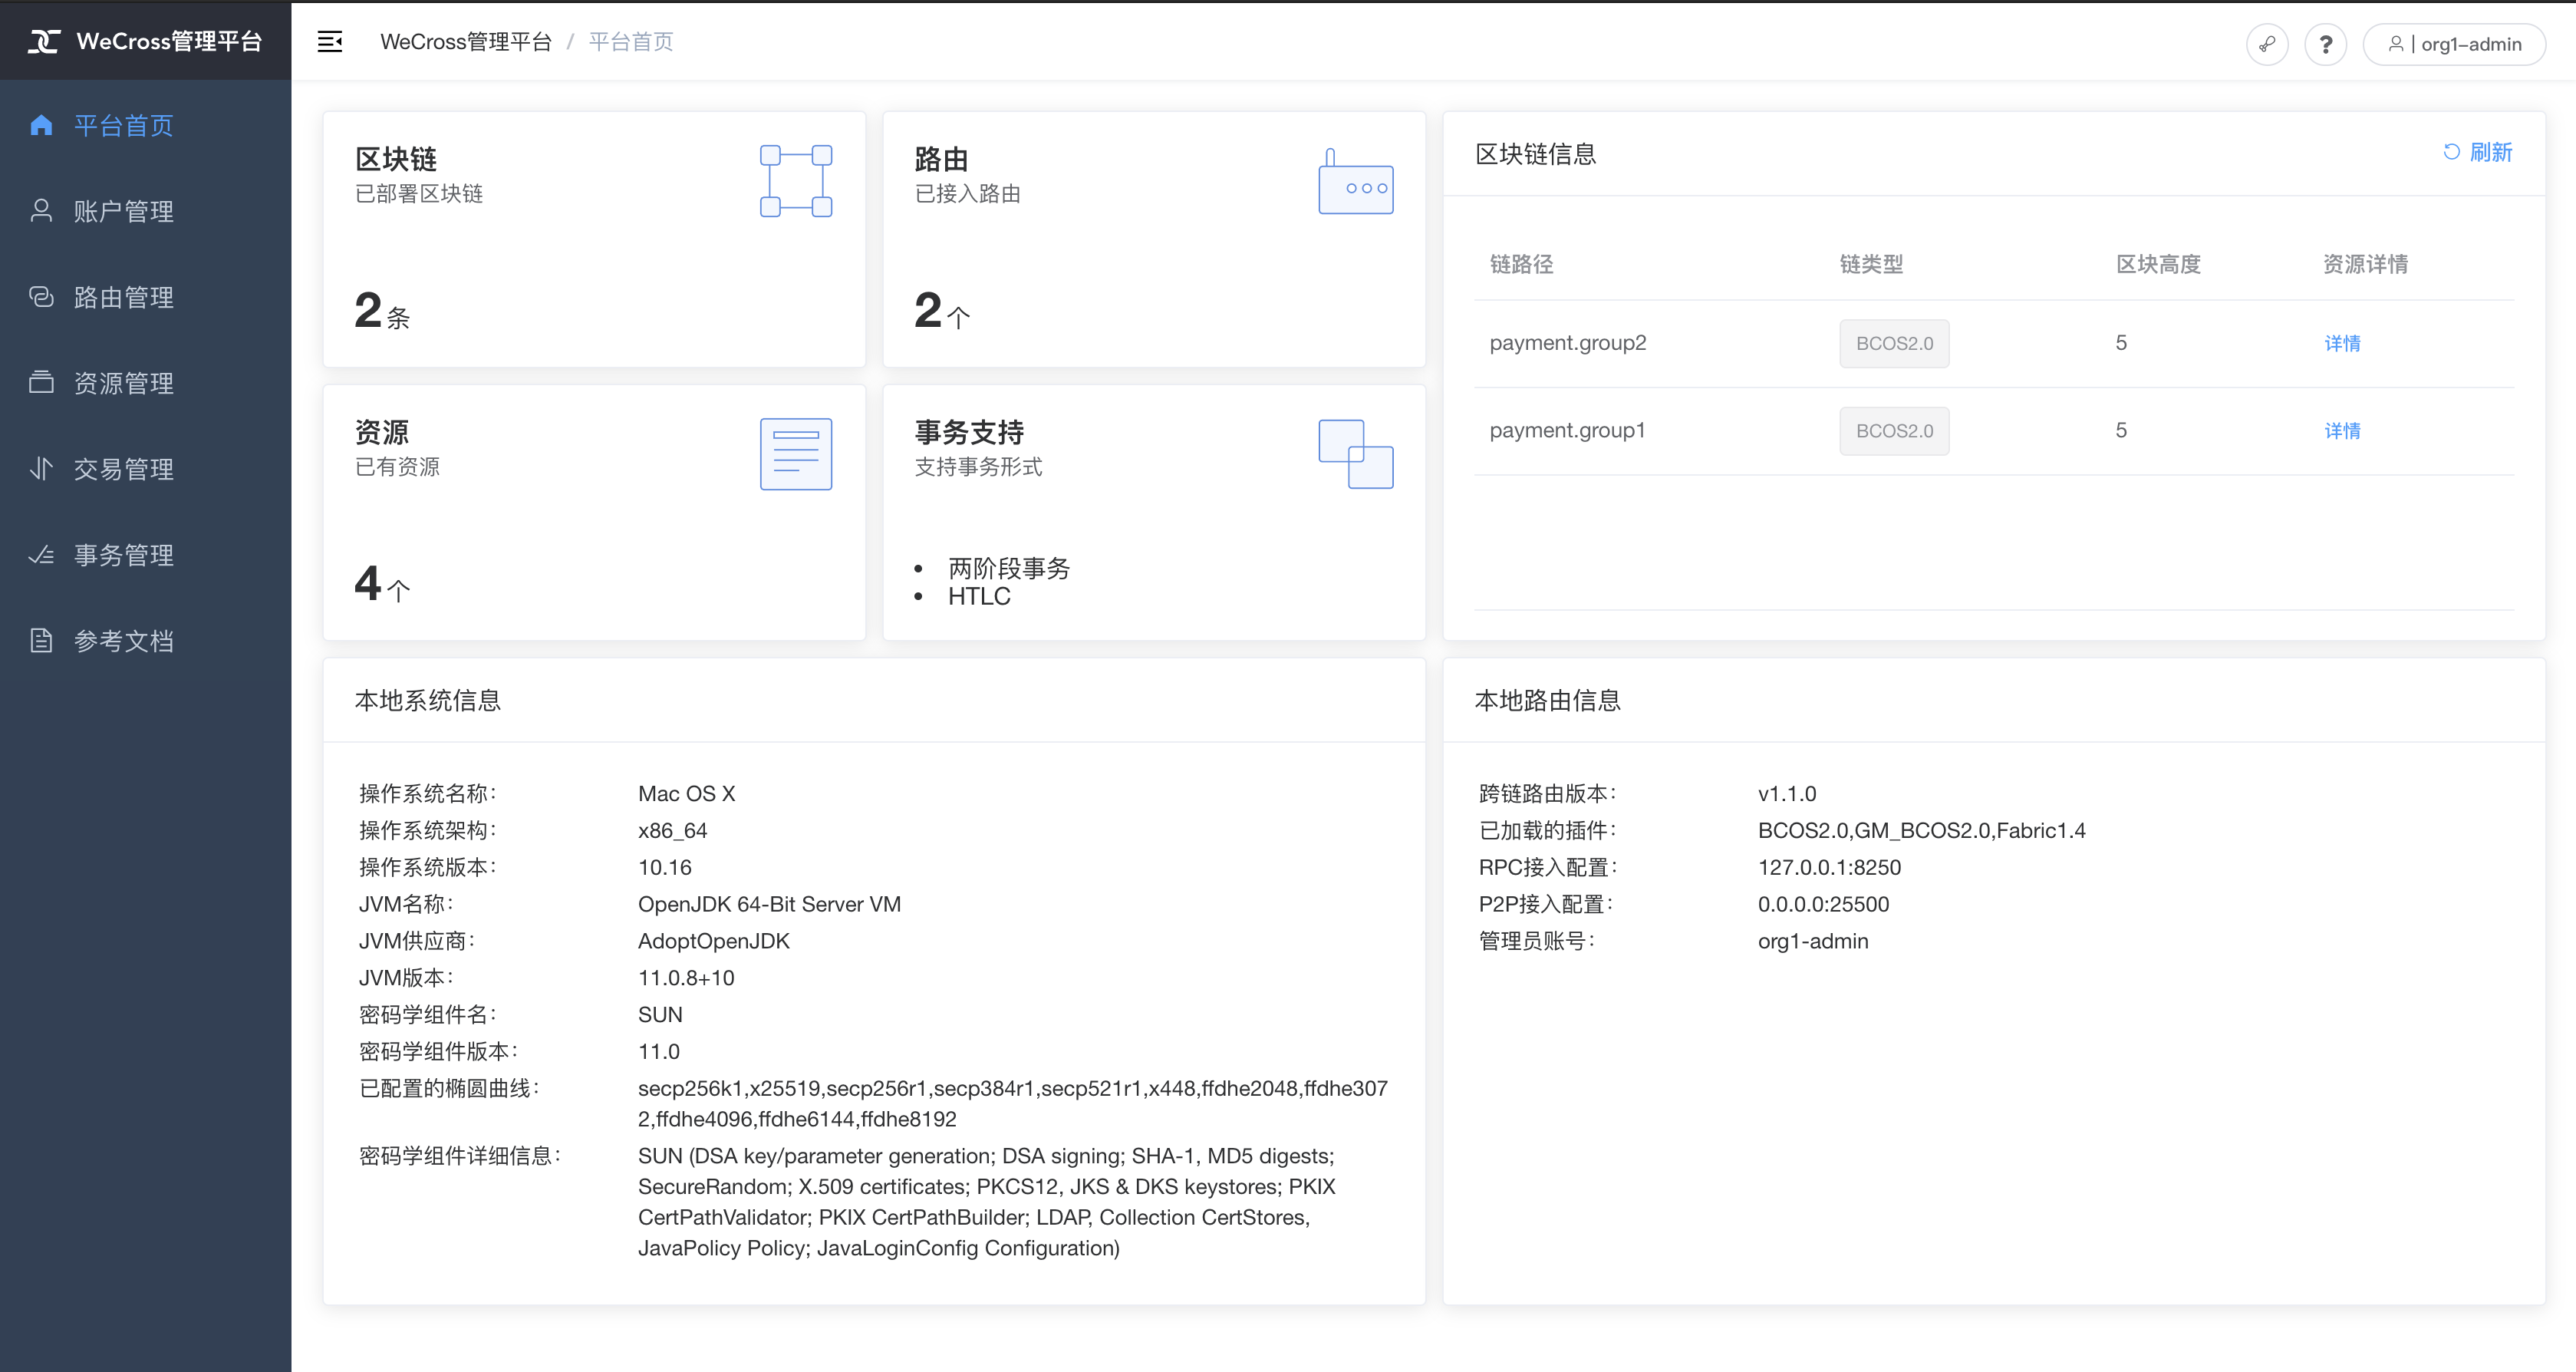 WeCross管理平台
WeCross管理平台 / 平台首页
? | org1-admin
平台首页
账户管理
路由管理
资源管理
交易管理
事务管理
参考文档
区块链
已部署区块链
2 条
路由
已接入路由
2 个
资源
已有资源
4 个
事务支持
支持事务形式
• 两阶段事务
• HTLC
区块链信息 刷新
链路径 链类型 区块高度 资源详情
payment.group2 BCOS2.0 5 详情
payment.group1 BCOS2.0 5 详情
本地系统信息
操作系统名称： Mac OS X
操作系统架构： x86_64
操作系统版本： 10.16
JVM名称： OpenJDK 64-Bit Server VM
JVM供应商： AdoptOpenJDK
JVM版本： 11.0.8+10
密码学组件名： SUN
密码学组件版本： 11.0
已配置的椭圆曲线： secp256k1,x25519,secp256r1,secp384r1,secp521r1,x448,ffdhe2048,ffdhe307
2,ffdhe4096,ffdhe6144,ffdhe8192
密码学组件详细信息： SUN (DSA key/parameter generation; DSA signing; SHA-1, MD5 digests;
SecureRandom; X.509 certificates; PKCS12, JKS & DKS keystores; PKIX
CertPathValidator; PKIX CertPathBuilder; LDAP, Collection CertStores,
JavaPolicy Policy; JavaLoginConfig Configuration)
本地路由信息
跨链路由版本： v1.1.0
已加载的插件： BCOS2.0,GM_BCOS2.0,Fabric1.4
RPC接入配置： 127.0.0.1:8250
P2P接入配置： 0.0.0.0:25500
管理员账号： org1-admin